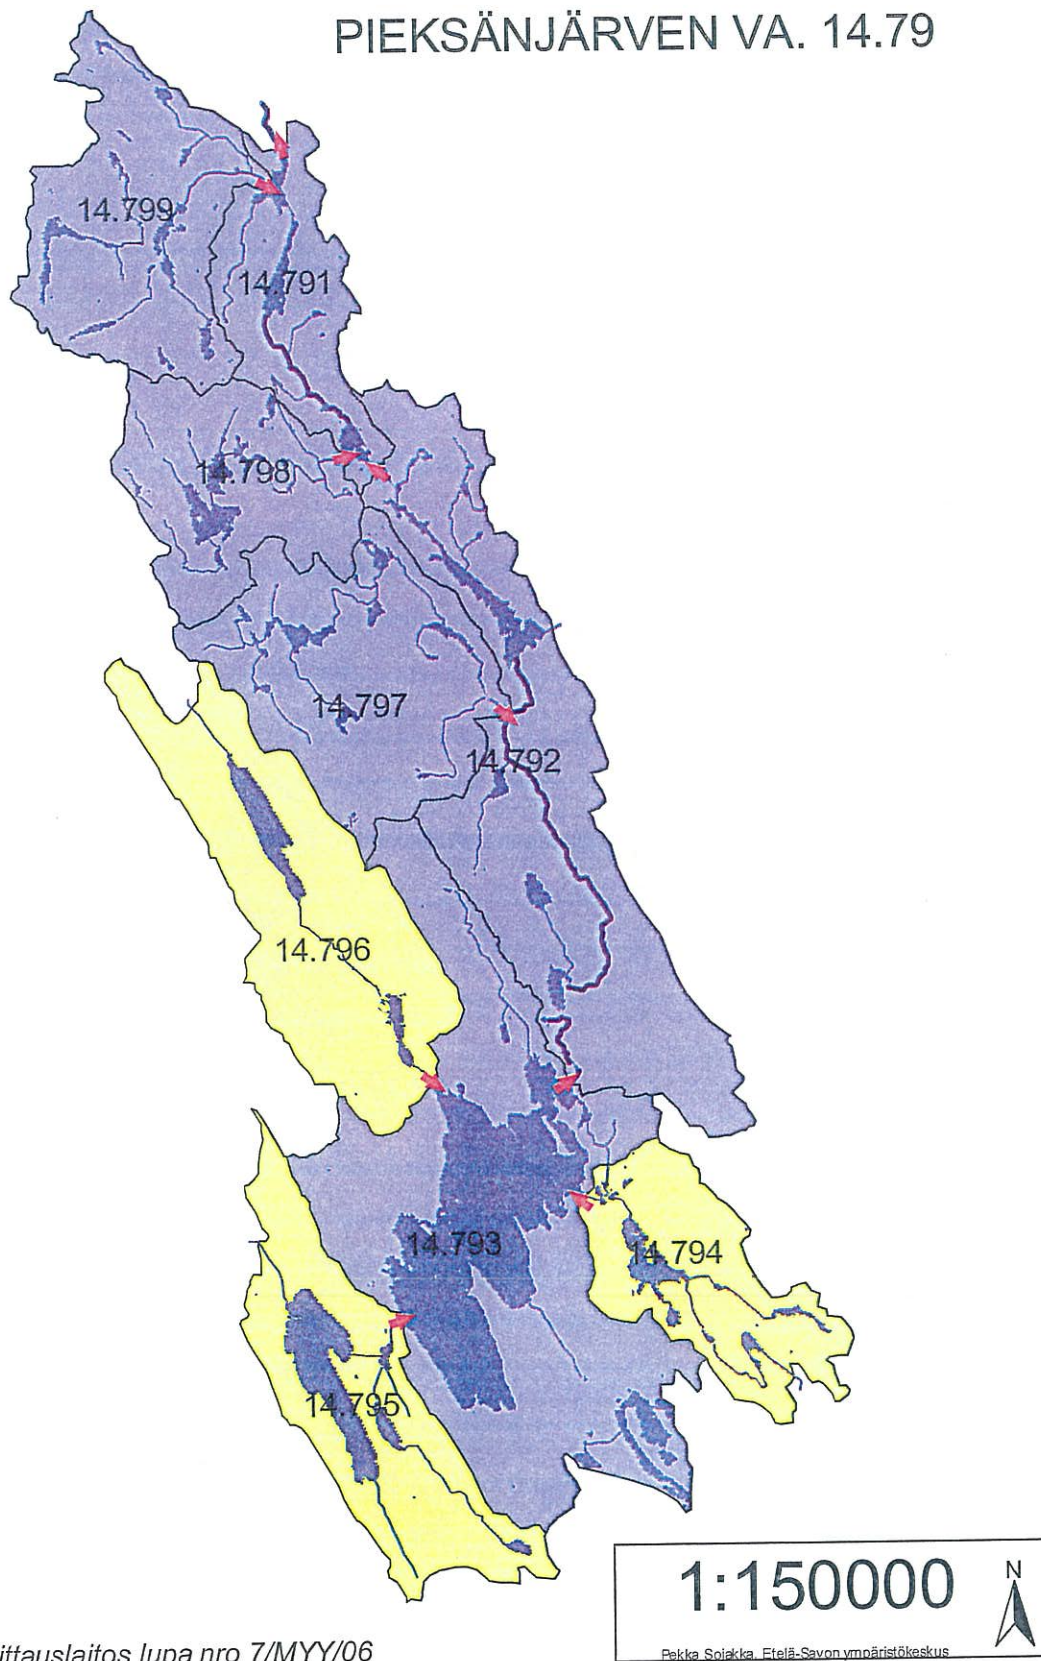 PIEKSÄNJÄRVEN VA. 14.79
14.799
14.791
14.798
14.797
14.792
14.796
14.793
14.794
14.795
1:150000
N
Pekka Sojakka, Etelä-Savon ympäristökeskus
ittauslaitos lupa nro 7/MYY/06